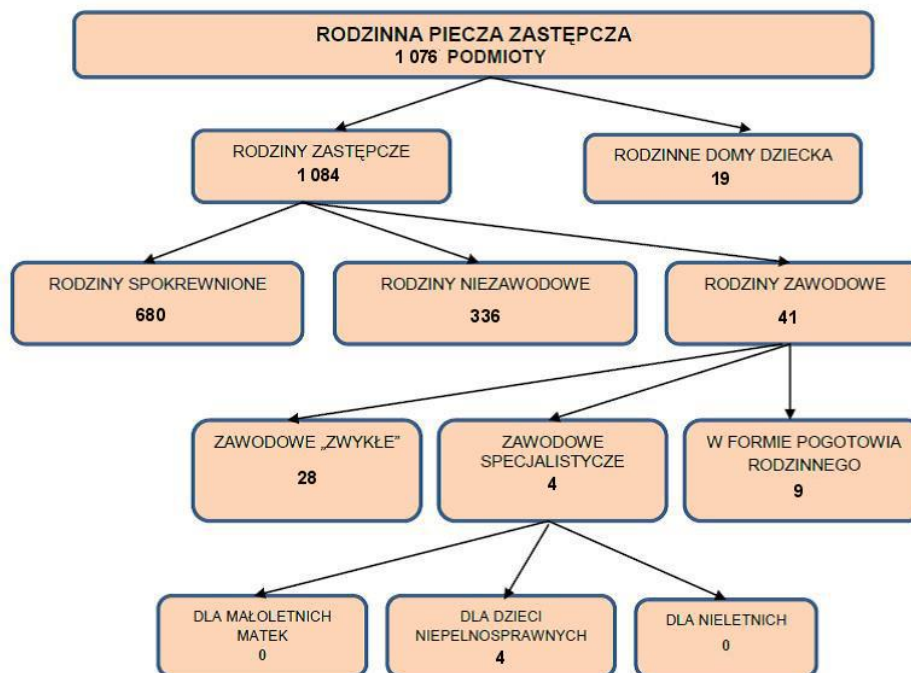 RODZINNA PIECZA ZASTĘPCZA
1 076 PODMIOTY
RODZINY ZASTĘPCZE
1 084
RODZINNE DOMY DZIECKA
19
RODZINY SPOKREWNIONE
680
RODZINY NIEZAWODOWE
336
RODZINY ZAWODOWE
41
ZAWODOWE „ZWYKŁE”
28
ZAWODOWE
SPECJALISTYCZE
4
W FORMIE POGOTOWIA
RODZINNEGO
9
DLA MAŁOLETNICH
MATEK
0
DLA DZIECI
NIEPEŁNOSPRAWNYCH
4
DLA NIELETNICH
0